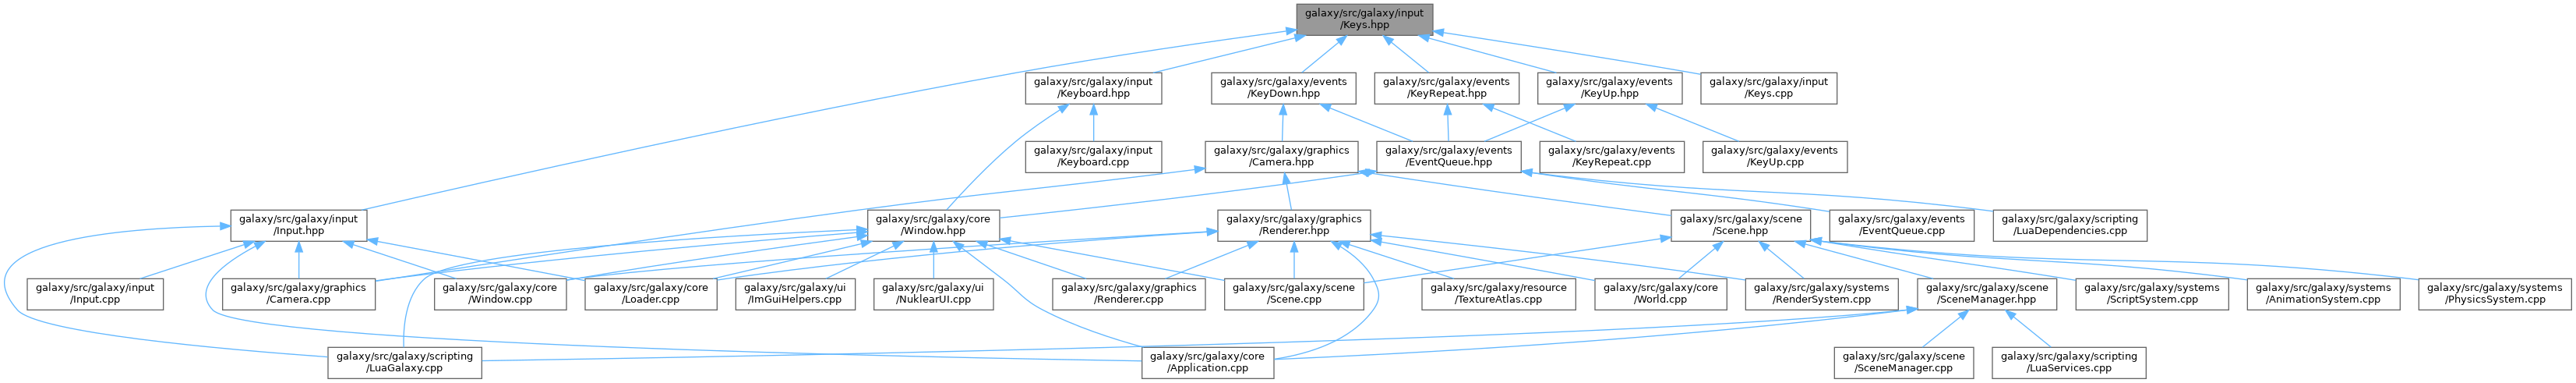 galaxy/src/galaxy/input
/Keys.hpp
galaxy/src/galaxy/input
/Keyboard.hpp
galaxy/src/galaxy/events
/KeyDown.hpp
galaxy/src/galaxy/events
/KeyRepeat.hpp
galaxy/src/galaxy/events
/KeyUp.hpp
galaxy/src/galaxy/input
/Keys.cpp
galaxy/src/galaxy/input
/Keyboard.cpp
galaxy/src/galaxy/graphics
/Camera.hpp
galaxy/src/galaxy/events
/EventQueue.hpp
galaxy/src/galaxy/events
/KeyRepeat.cpp
galaxy/src/galaxy/events
/KeyUp.cpp
galaxy/src/galaxy/input
/Input.hpp
galaxy/src/galaxy/core
/Window.hpp
galaxy/src/galaxy/graphics
/Renderer.hpp
galaxy/src/galaxy/scene
/Scene.hpp
galaxy/src/galaxy/events
/EventQueue.cpp
galaxy/src/galaxy/scripting
/LuaDependencies.cpp
galaxy/src/galaxy/input
/Input.cpp
galaxy/src/galaxy/graphics
/Camera.cpp
galaxy/src/galaxy/core
/Window.cpp
galaxy/src/galaxy/core
/Loader.cpp
galaxy/src/galaxy/ui
/ImGuiHelpers.cpp
galaxy/src/galaxy/ui
/NuklearUI.cpp
galaxy/src/galaxy/graphics
/Renderer.cpp
galaxy/src/galaxy/scene
/Scene.cpp
galaxy/src/galaxy/resource
/TextureAtlas.cpp
galaxy/src/galaxy/core
/World.cpp
galaxy/src/galaxy/systems
/RenderSystem.cpp
galaxy/src/galaxy/scene
/SceneManager.hpp
galaxy/src/galaxy/systems
/ScriptSystem.cpp
galaxy/src/galaxy/systems
/AnimationSystem.cpp
galaxy/src/galaxy/systems
/PhysicsSystem.cpp
galaxy/src/galaxy/scripting
/LuaGalaxy.cpp
galaxy/src/galaxy/core
/Application.cpp
galaxy/src/galaxy/scene
/SceneManager.cpp
galaxy/src/galaxy/scripting
/LuaServices.cpp